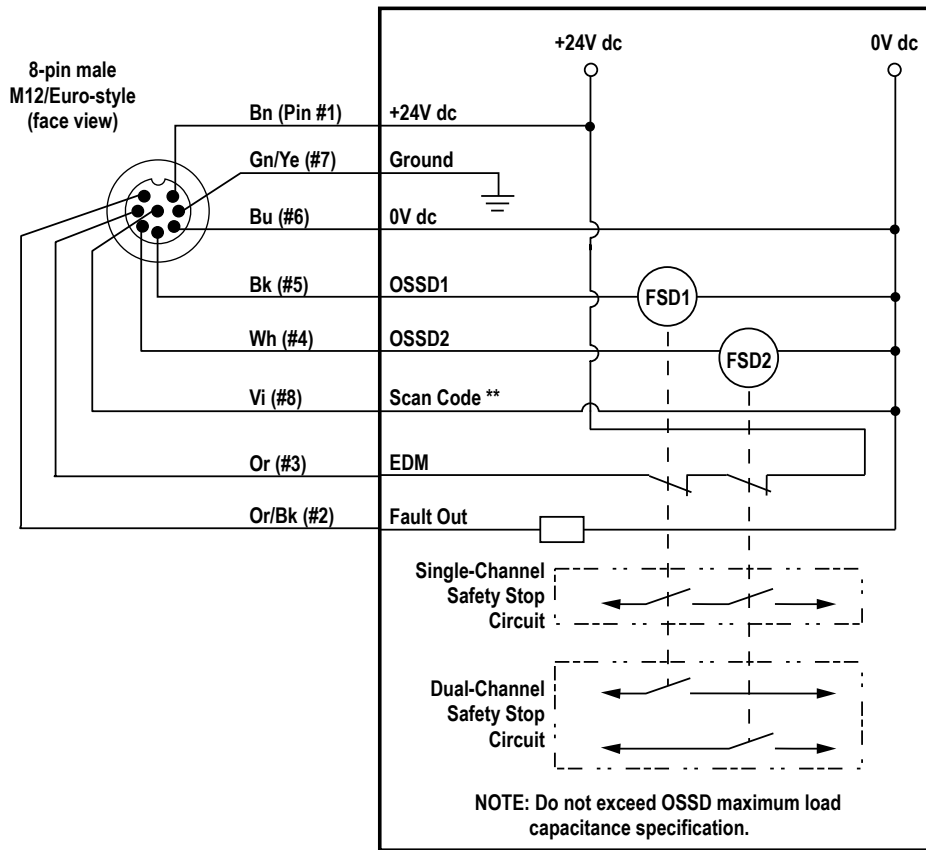 +24V dc
0V dc
8-pin male
M12/Euro-style
(face view)
Bn (Pin #1)
+24V dc
Gn/Ye (#7)
Ground
Bu (#6)
0V dc
Bk (#5)
OSSD1
FSD1
Wh (#4)
OSSD2
FSD2
Vi (#8)
Scan Code **
Or (#3)
EDM
Or/Bk (#2)
Fault Out
Single-Channel
Safety Stop
Circuit
Dual-Channel
Safety Stop
Circuit
NOTE: Do not exceed OSSD maximum load
capacitance specification.